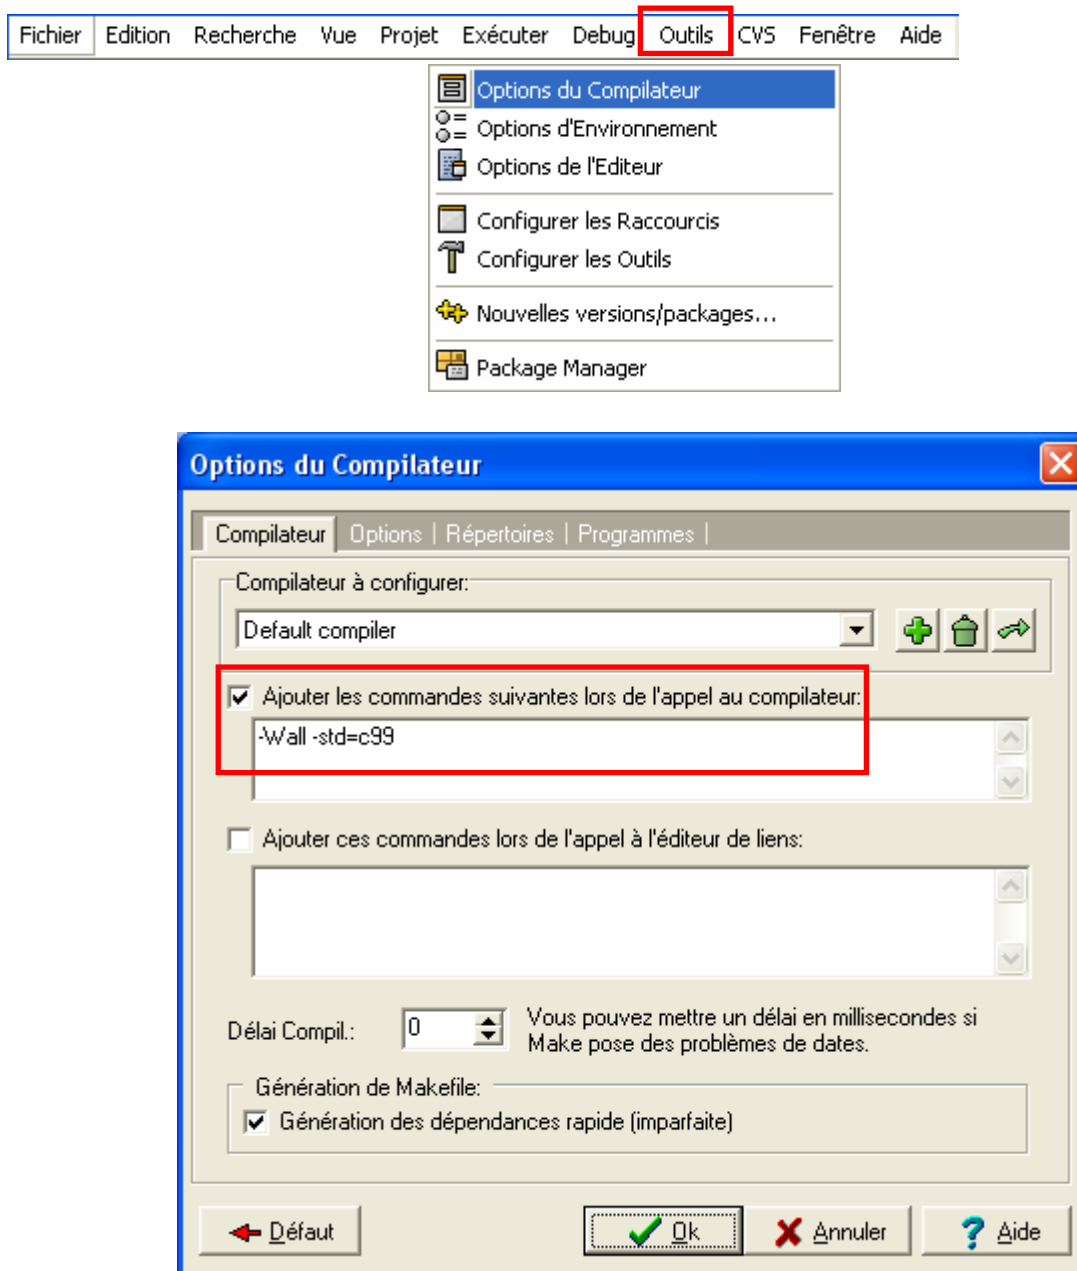 Fichier Edition Recherche Vue Projet Exécuter Debug Outils CVS Fenêtre Aide
Options du Compilateur
Options d'Environnement
Options de l'Editeur
Configurer les Raccourcis
Configurer les Outils
Nouvelles versions/packages...
Package Manager
Options du Compilateur
Compilateur Options Répertoires Programmes
Compilateur à configurer:
Default compiler
Ajouter les commandes suivantes lors de l'appel au compilateur:
-Wall -std=c99
Ajouter ces commandes lors de l'appel à l'éditeur de liens:
Délai Compil.: 0 Vous pouvez mettre un délai en millisecondes si
Make pose des problèmes de dates.
Génération de Makefile:
Génération des dépendances rapide (imparfaite)
Défaut Ok Annuler Aide